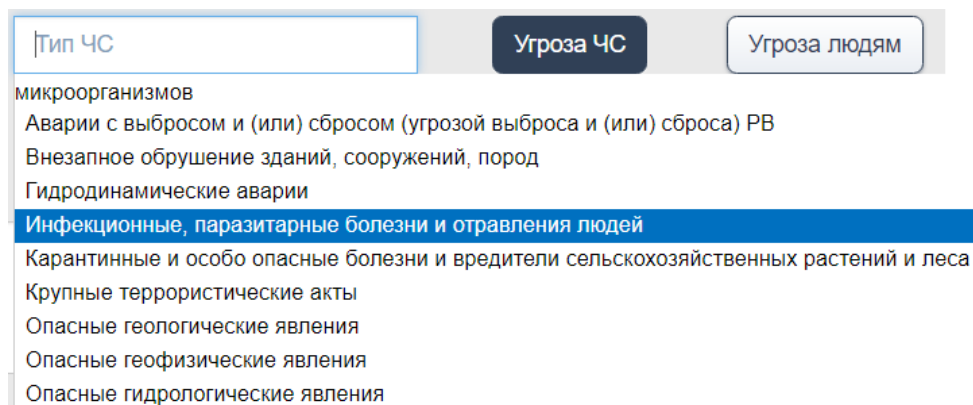 Тип ЧС Угроза ЧС Угроза людям
микроорганизмов
Аварии с выбросом и (или) сбросом (угрозой выброса и (или) сброса) РВ
Внезапное обрушение зданий, сооружений, пород
Гидродинамические аварии
Инфекционные, паразитарные болезни и отравления людей
Карантинные и особо опасные болезни и вредители сельскохозяйственных растений и леса
Крупные террористические акты
Опасные геологические явления
Опасные геофизические явления
Опасные гидрологические явления